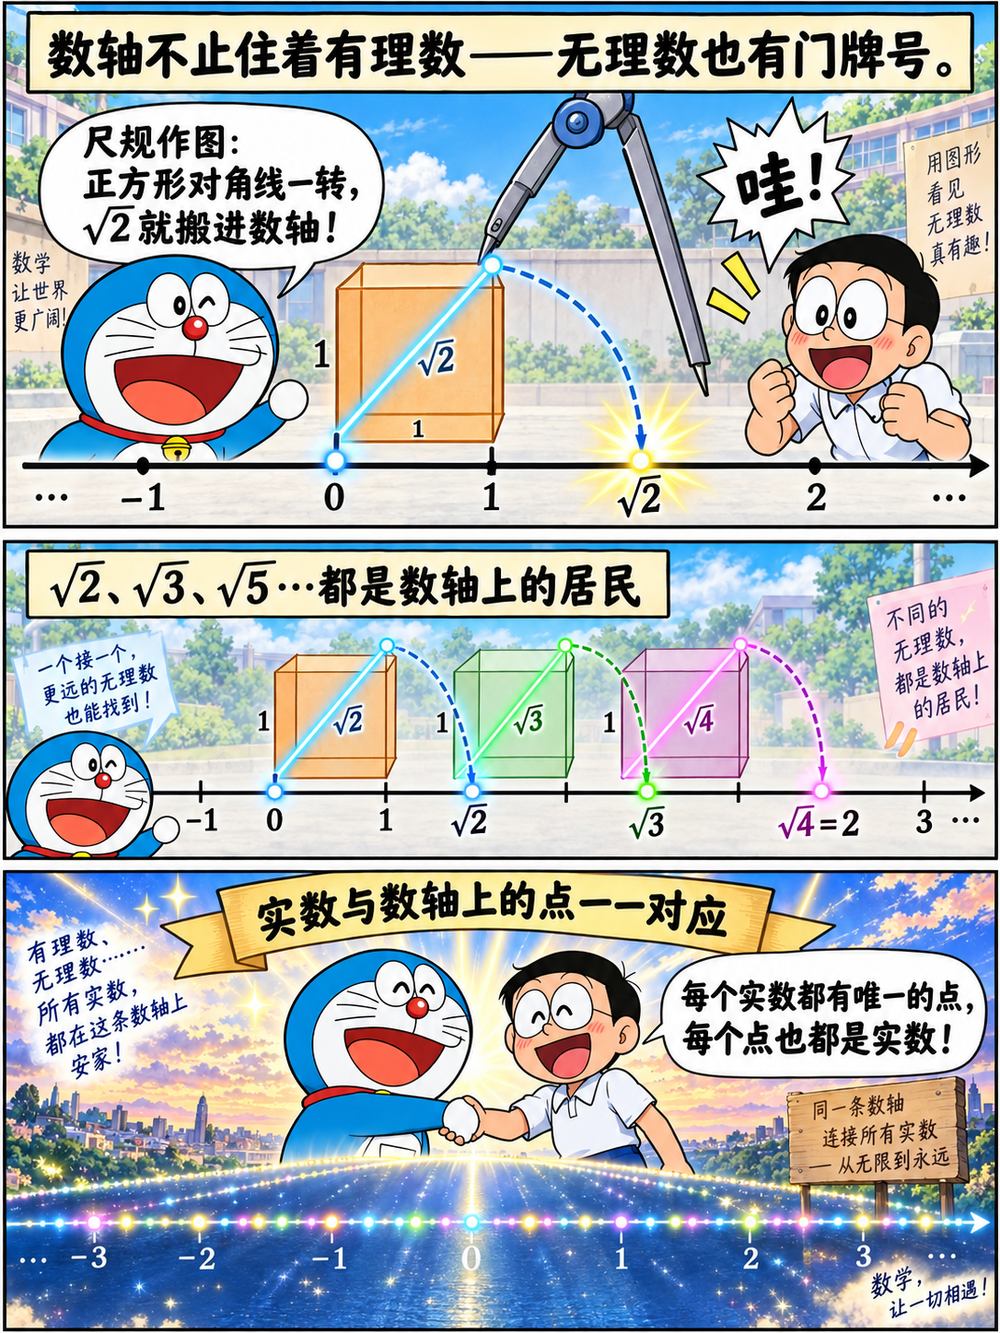 数轴不止住着有理数——无理数也有门牌号。
尺规作图:
正方形对角线一转,
√2就搬进数轴!
哇!
用图形
看见
无理数
真有趣!
数学
让世界
更广阔!
1
√2
1
… -1 0 1 √2 2 …
√2、√3、√5…都是数轴上的居民
一个接一个,
更远的无理数
也能找到!
不同的
无理数,
都是数轴上
的居民!
1 √2 1 √3 1 √4
-1 0 1 √2 √3 √4=2 3 …
实数与数轴上的点一一对应
有理数、
无理数……
所有实数,
都在这条数轴上
安家!
每个实数都有唯一的点,
每个点也都是实数!
同一条数轴
连接所有实数
— 从无限到永远
… -3 -2 -1 0 1 2 3 …
数学,
让一切相遇!